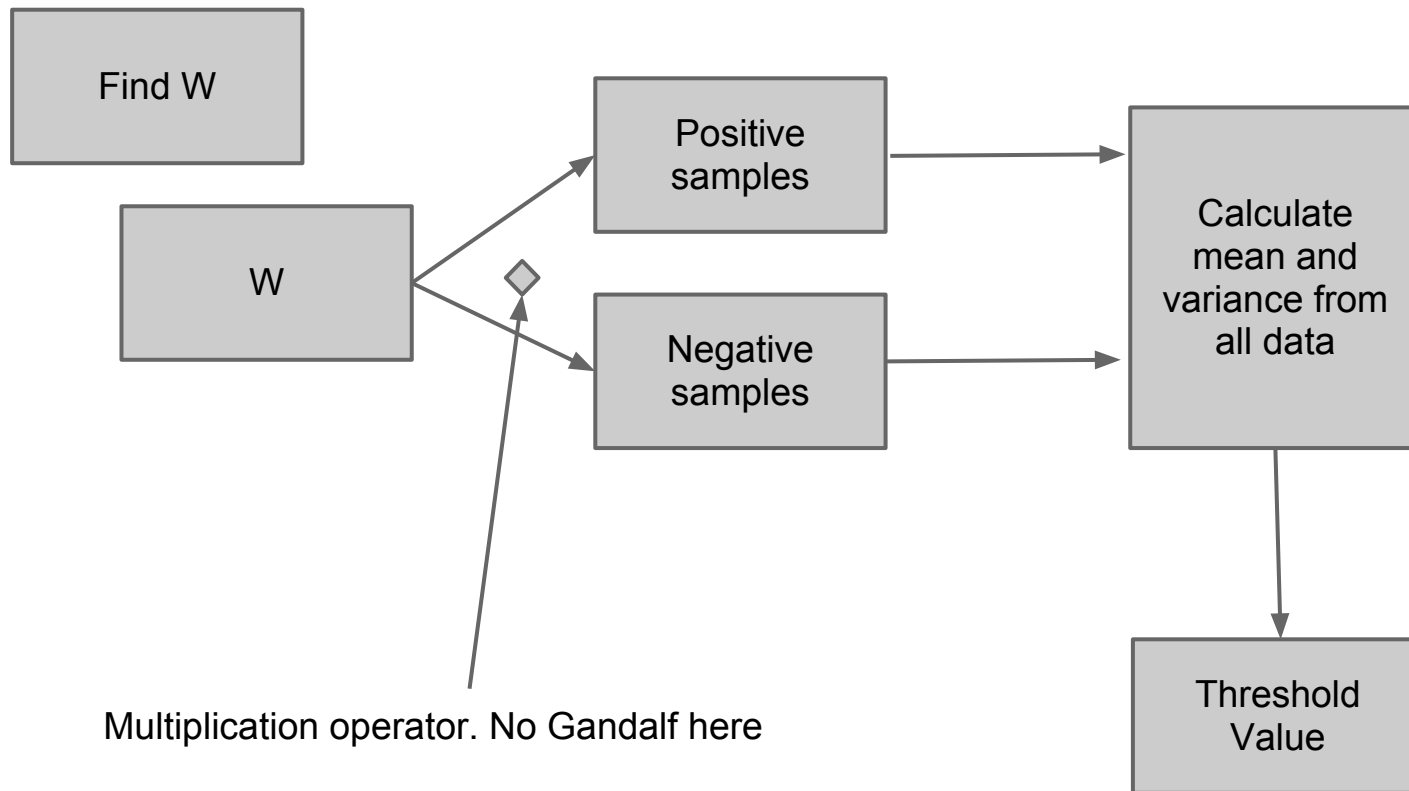 Find W
W
Positive
samples
Negative
samples
Calculate
mean and
variance from
all data
Threshold
Value
Multiplication operator. No Gandalf here